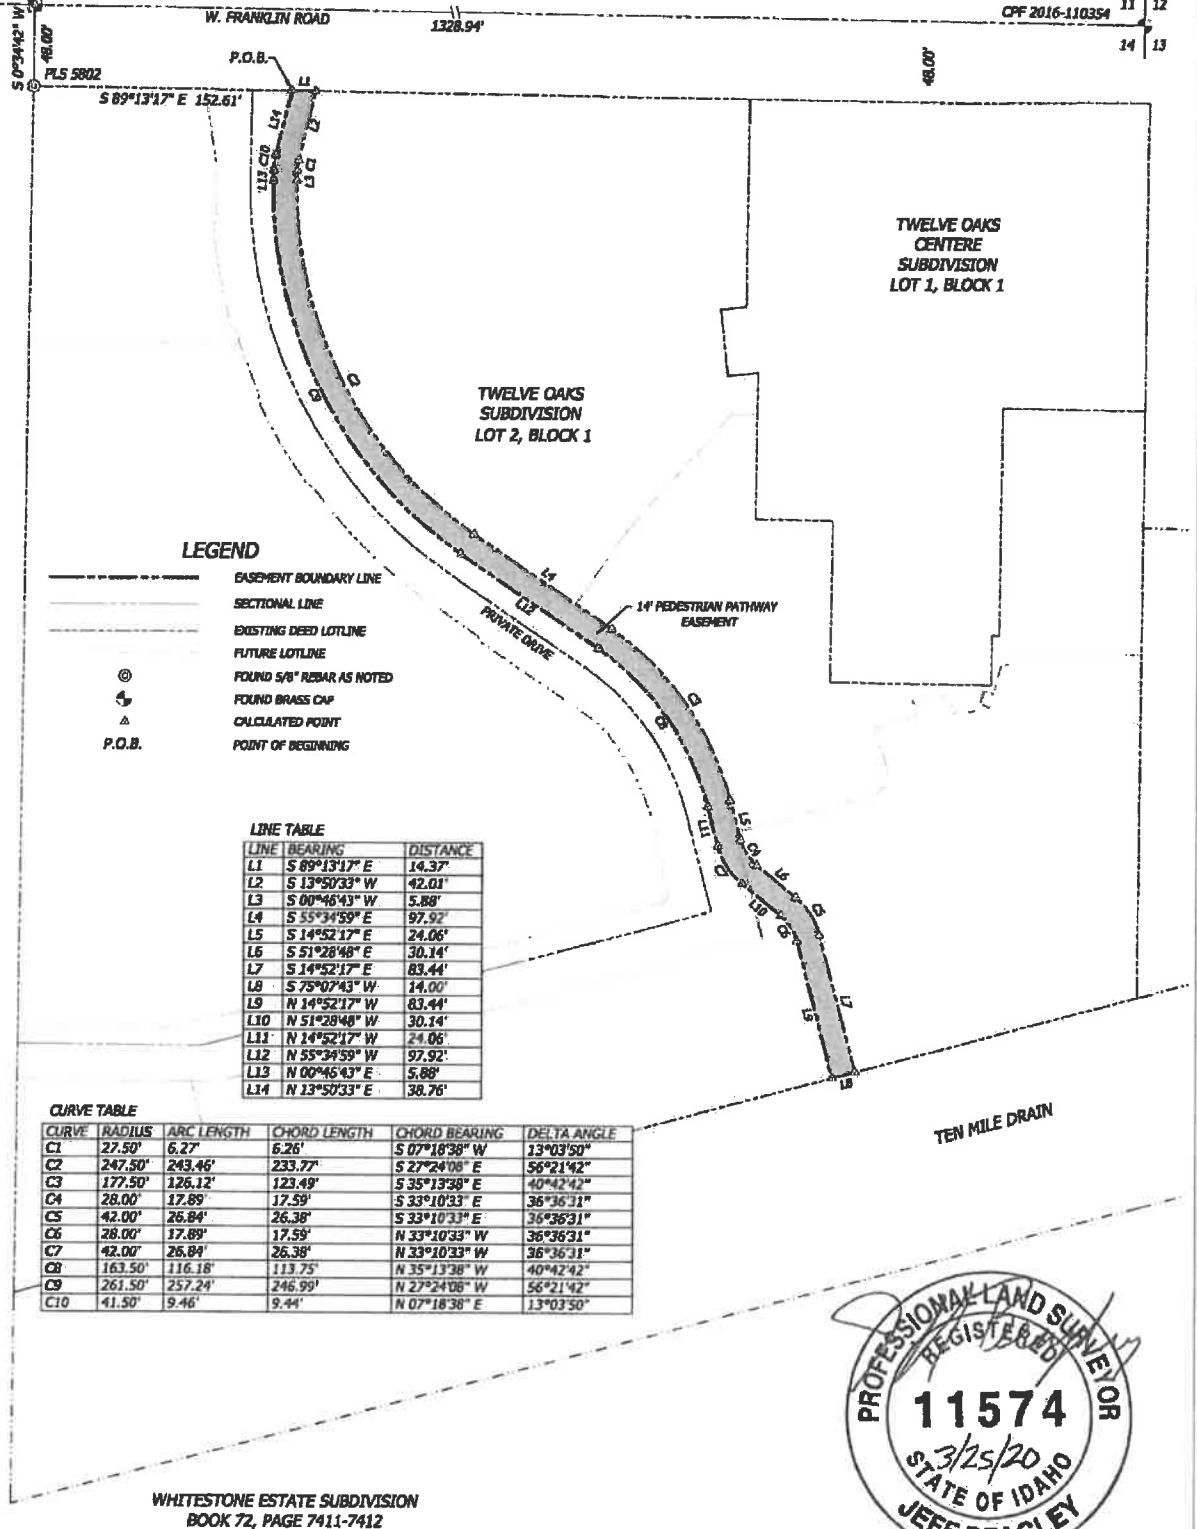 W. FRANKLIN ROAD
1328.94'
CPF 2016-110354
11 12
14 13
S 0°34'42" W
48.00'
PLS 5802
P.O.B.
L1
48.00'
S 89°13'17" E 152.61'
L14
L2
C10
C1
L13
L3
TWELVE OAKS
CENTERE
SUBDIVISION
LOT 1, BLOCK 1
C2
C9
TWELVE OAKS
SUBDIVISION
LOT 2, BLOCK 1
LEGEND
EASEMENT BOUNDARY LINE
SECTIONAL LINE
EXISTING DEED LOTLINE
FUTURE LOTLINE
FOUND 5/8" REBAR AS NOTED
FOUND BRASS CAP
CALCULATED POINT
P.O.B. POINT OF BEGINNING
L4
C12
PRIVATE DRIVE
14' PEDESTRIAN PATHWAY
EASEMENT
C3
C8
L5
L11
C4
C7
L6
L10
C5
C6
L7
L9
L8
TEN MILE DRAIN
LINE TABLE
LINE BEARING DISTANCE
L1 S 89°13'17" E 14.37'
L2 S 13°50'33" W 42.01'
L3 S 00°46'43" W 5.88'
L4 S 55°34'59" E 97.92'
L5 S 14°52'17" E 24.06'
L6 S 51°28'48" E 30.14'
L7 S 14°52'17" E 83.44'
L8 S 75°07'43" W 14.00'
L9 N 14°52'17" W 83.44'
L10 N 51°28'48" W 30.14'
L11 N 14°52'17" W 24.06'
L12 N 55°34'59" W 97.92'
L13 N 00°46'43" E 5.88'
L14 N 13°50'33" E 38.76'
CURVE TABLE
CURVE RADIUS ARC LENGTH CHORD LENGTH CHORD BEARING DELTA ANGLE
C1 27.50' 6.27' 6.26' S 07°18'38" W 13°03'50"
C2 247.50' 243.46' 233.77' S 27°24'08" E 56°21'42"
C3 177.50' 126.12' 123.49' S 35°13'38" E 40°42'42"
C4 28.00' 17.89' 17.59' S 33°10'33" E 36°36'31"
C5 42.00' 26.84' 26.38' S 33°10'33" E 36°36'31"
C6 28.00' 17.89' 17.59' N 33°10'33" W 36°36'31"
C7 42.00' 26.84' 26.38' N 33°10'33" W 36°36'31"
C8 163.50' 116.18' 113.75' N 35°13'38" W 40°42'42"
C9 261.50' 257.24' 246.99' N 27°24'08" W 56°21'42"
C10 41.50' 9.46' 9.44' N 07°18'38" E 13°03'50"
PROFESSIONAL LAND SURVEYOR
REGISTERED
11574
3/25/20
STATE OF IDAHO
JEFF BEAGLEY
WHITESTONE ESTATE SUBDIVISION
BOOK 72, PAGE 7411-7412